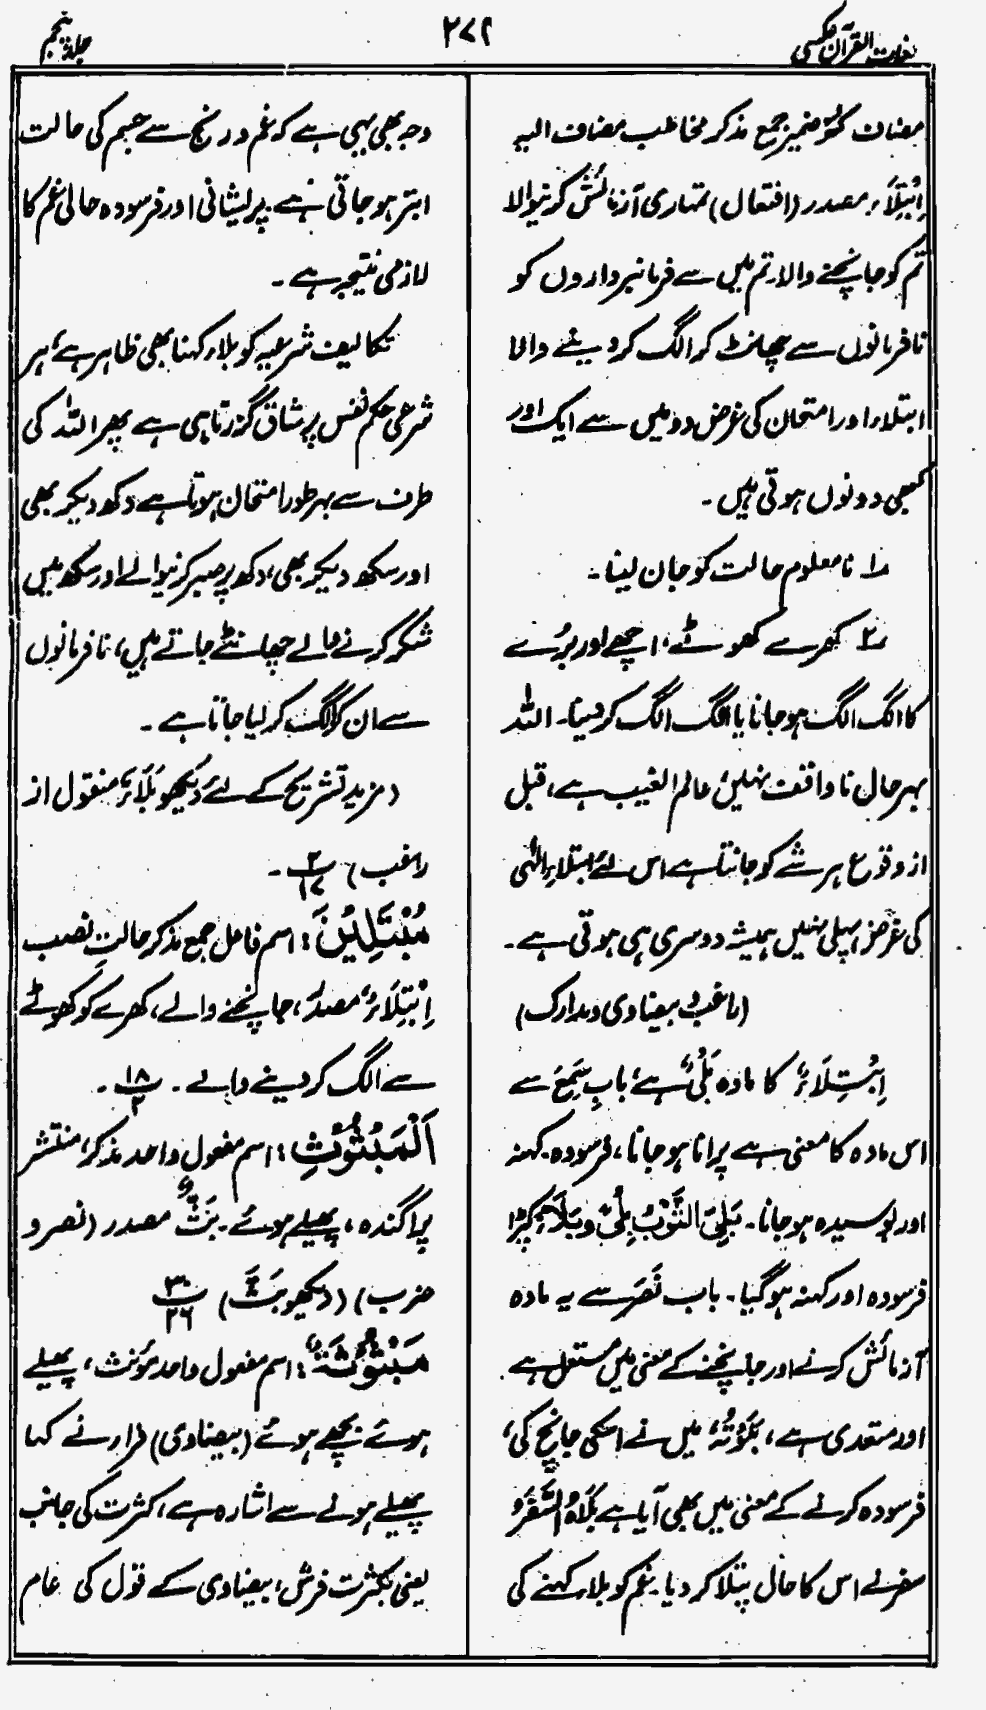 لغات القرآن عکسی
۲۷۲
جلد پنجم
مضاف کُمْ ضمیر جمع مذکر مخاطب مضاف الیہ
اِبْتِلَاءٌ مصدر (افتعال) تمہاری آزمائش کرنیوالا
تم کو جانچنے والا۔ تم میں سے فرمانبرداروں کو
نافرمانوں سے چھانٹ کر الگ کر دینے والا
ابتلاء اور امتحان کی غرض دو میں سے ایک اور
کبھی دونوں ہوتی ہیں۔
۱؎ نامعلوم حالت کو جان لینا۔
۲؎ کھرے کھوٹے، اچھے اور بُرے
کا الگ الگ ہو جانا یا الگ الگ کر دینا۔ اللہ
بہر حال ناواقف نہیں، عالم الغیب ہے، قبل
از وقوع ہر شے کو جانتا ہے اس لئے ابتلاءِ الٰہی
کی غرض پہلی نہیں ہمیشہ دوسری ہی ہوتی ہے۔
(راغب، بیضاوی و مدارک)
اِبْتِلَاءٌ کا مادہ بَلْیٌ ہے، بابِ سَمِعَ سے
اس مادہ کا معنی ہے پرانا ہو جانا، فرسودہ، کہنہ
اور بوسیدہ ہو جانا۔ بَلِیَ الثَّوْبُ بِلًی وَبَلَاءً کپڑا
فرسودہ اور کہنہ ہو گیا۔ باب نَصَرَ سے یہ مادہ
آزمائش کرنے اور جانچنے کے معنی میں مستعمل ہے
اور متعدی ہے، بَلَوْتُہٗ میں نے اسکی جانچ کی،
فرسودہ کرنے کے معنی میں بھی آیا ہے بَلَاہُ السَّفَرُ
سفر نے اس کا حال پتلا کر دیا۔ غم کو بلاء کہنے کی
وجہ بھی یہی ہے کہ غم و رنج سے جسم کی حالت
ابتر ہو جاتی ہے۔ پریشانی اور فرسودہ حالی غم کا
لازمی نتیجہ ہے۔
تکالیف شرعیہ کو بلاء کہنا بھی ظاہر ہے، ہر
شرعی حکم نفس پر شاق گزرتا ہی ہے پھر اللہ کی
طرف سے بہر طور امتحان ہوتا ہے دکھ دیکر بھی
اور سکھ دیکر بھی، دکھ پر صبر کرنیوالے اور سکھ میں
شکر کرنے والے چھانٹے جاتے ہیں، نافرمانوں
سے ان کو الگ کر لیا جاتا ہے۔
(مزید تشریح کے لئے دیکھو بَلَاءٌ، منقول از
راغب) ۲/۱۷۔
مُبْتَلِیْنَ: اسم فاعل جمع مذکر حالتِ نصب
اِبْتِلَاءٌ مصدر، جانچنے والے، کھرے کو کھوٹے
سے الگ کر دینے والے۔ ۱۸/۲۔
اَلْمَبْثُوْثِ: اسم مفعول واحد مذکر، منتشر
پراگندہ، پھیلے ہوئے۔ بَثٌّ مصدر (نصر و
ضرب) (دیکھو بَثَّ) ۳۰/۲۶
مَبْثُوْثَۃٌ: اسم مفعول واحد مؤنث، پھیلے
ہوئے بچھے ہوئے (بیضاوی) فراء نے کہا
پھیلے ہونے سے اشارہ ہے، کثرت کی جانب
یعنی بکثرت فرش، بیضاوی کے قول کی عام